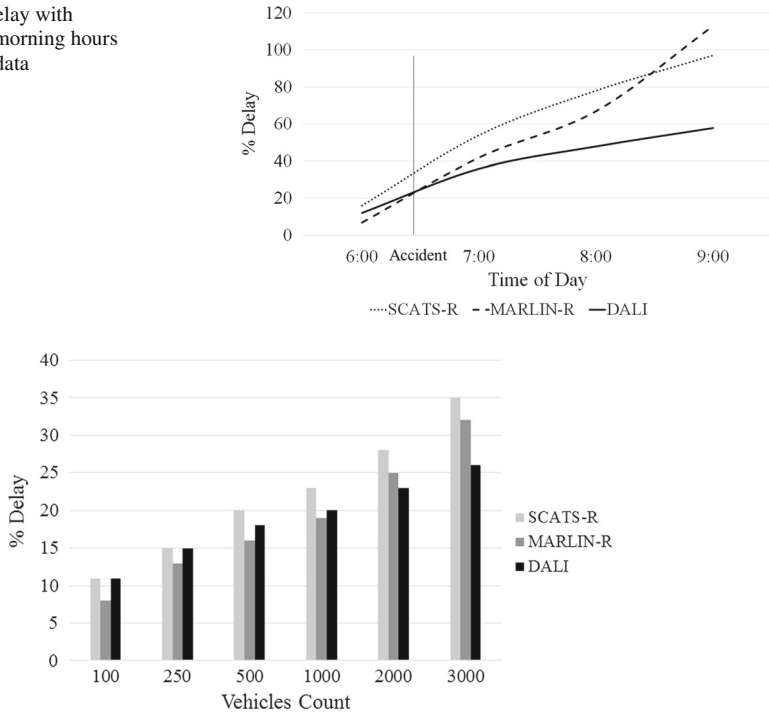 elay with
morning hours
data
120
100
80
60
40
20
0
% Delay
6:00 Accident 7:00 8:00 9:00
Time of Day
SCATS-R MARLIN-R DALI
40
35
30
25
20
15
10
5
0
% Delay
SCATS-R
MARLIN-R
DALI
100 250 500 1000 2000 3000
Vehicles Count